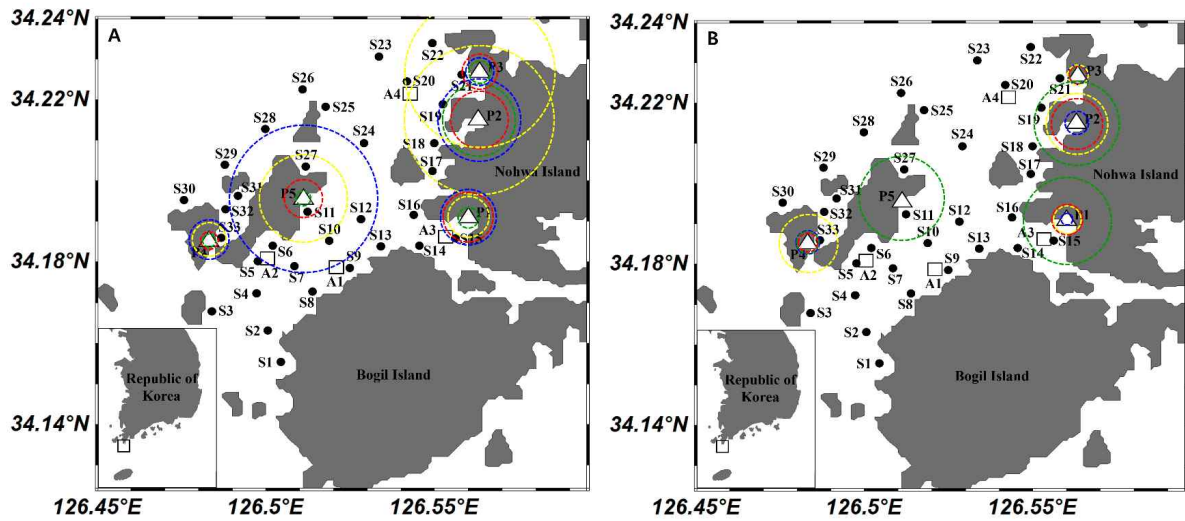 34.24°N
A
S23
S22
S26
S20
S21
P3
A4
34.22°N
S25
S19
P2
S28
S24
S18
S29
S27
S17
Nohwa Island
34.20°N
S30
S31
P5
S32
S11
S12
S16
P1
S33
S10
A3
S15
S13
S14
34.18°N
S5
A2
S6
S7
A1
S9
S4
S8
S3
S2
S1
Bogil Island
Republic of
Korea
34.14°N
126.45°E
126.5°E
126.55°E
34.24°N
B
S23
S22
S26
S20
S21
P3
A4
34.22°N
S25
S19
P2
S28
S24
S18
S29
S27
S17
Nohwa Island
34.20°N
S30
S31
P5
S32
S11
S12
S16
S33
P4
S10
A3
S15
S13
S14
34.18°N
S5
A2
S6
S7
A1
S9
S4
S8
S3
S2
S1
Bogil Island
Republic of
Korea
34.14°N
126.45°E
126.5°E
126.55°E